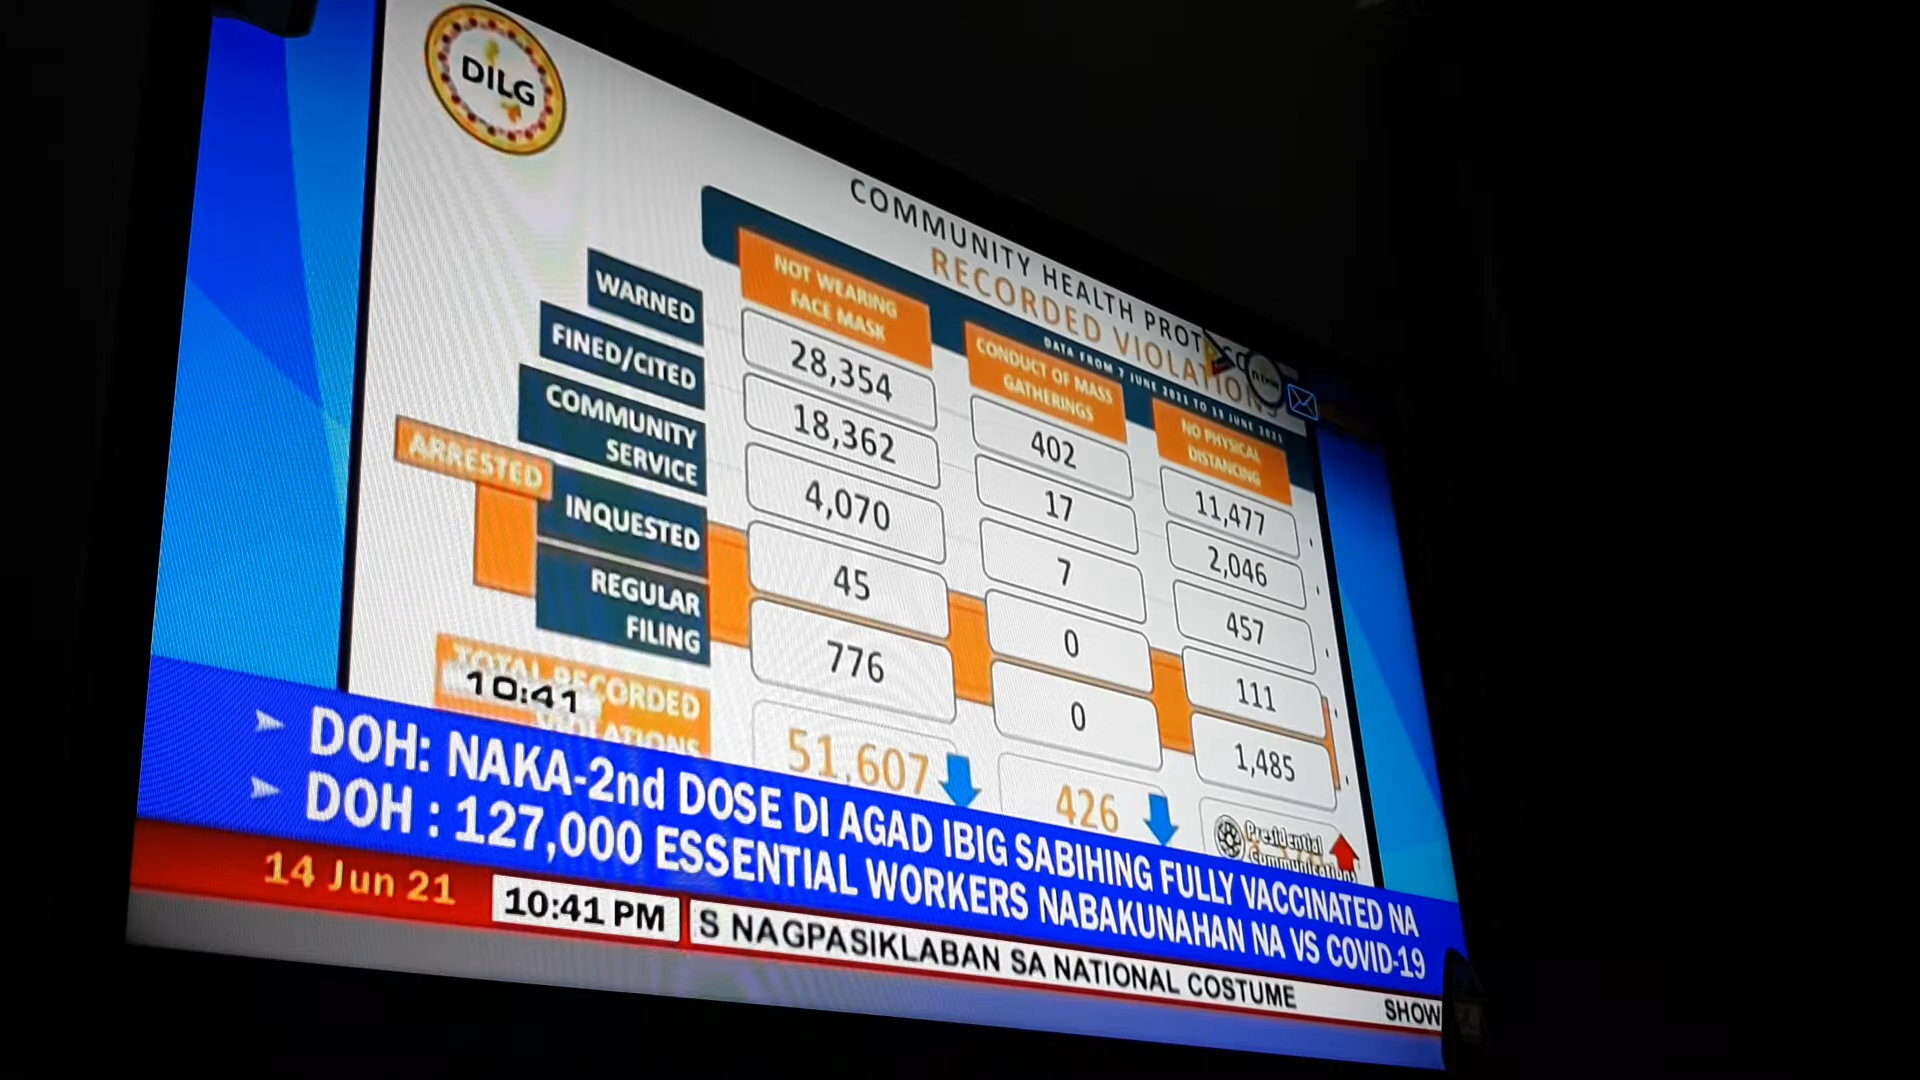 DILG
COMMUNITY HEALTH PROTOCO
RECORDED VIOLATIONS
DATA FROM 7 JUNE 2021 TO 13 JUNE 2021
NOT WEARING
FACE MASK
CONDUCT OF MASS
GATHERINGS
NO PHYSICAL
DISTANCING
WARNED
28,354
402
11,477
FINED/CITED
18,362
17
2,046
COMMUNITY
SERVICE
4,070
7
457
ARRESTED
INQUESTED
45
0
111
REGULAR
FILING
776
0
1,485
TOTAL RECORDED
VIOLATIONS
51,607
426
10:41
Presidential
Communications
DOH: NAKA-2nd DOSE DI AGAD IBIG SABIHING FULLY VACCINATED NA
DOH : 127,000 ESSENTIAL WORKERS NABAKUNAHAN NA VS COVID-19
14 Jun 21
10:41 PM
S NAGPASIKLABAN SA NATIONAL COSTUME
SHOW